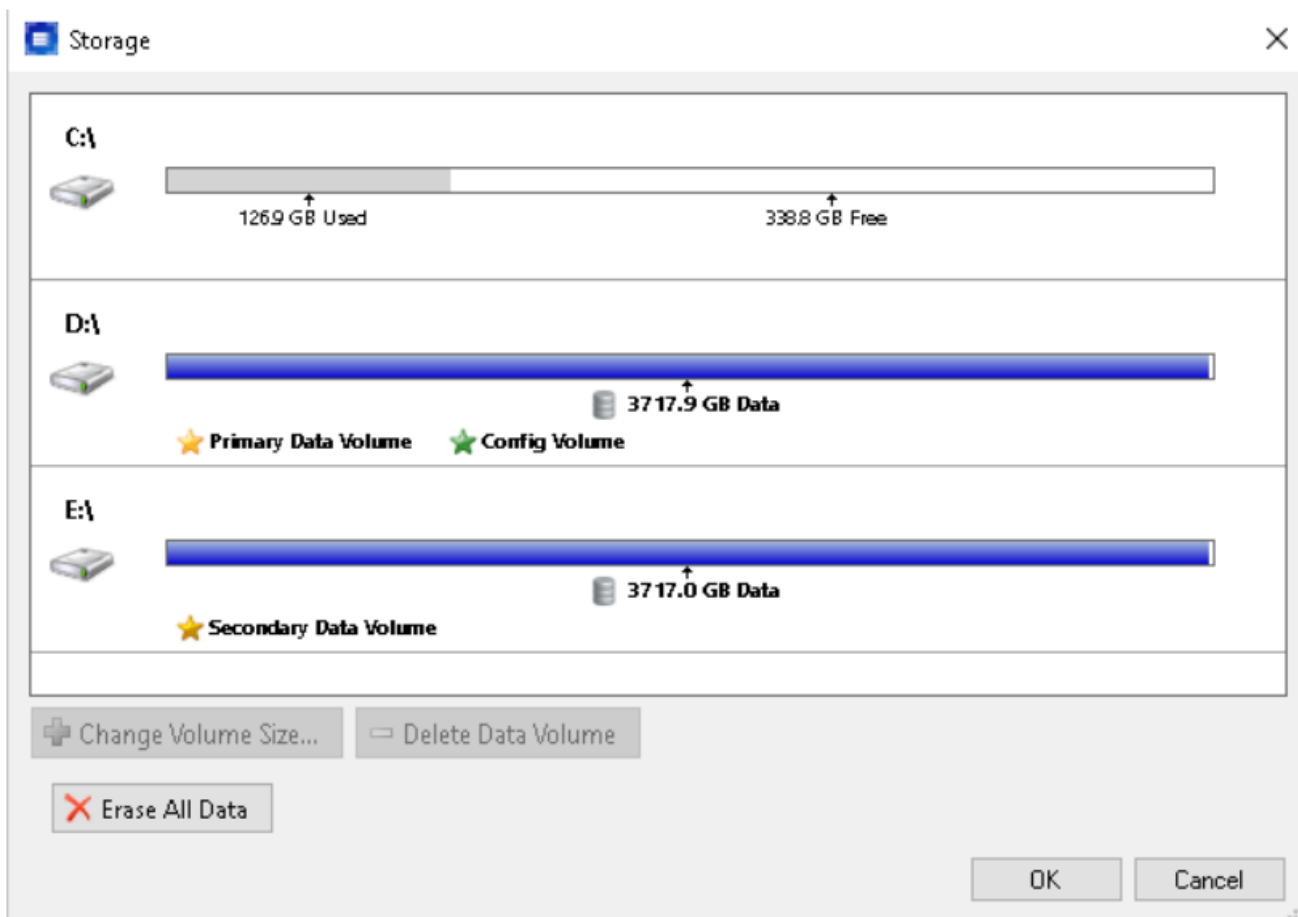 Storage
C:\
126.9 GB Used
338.8 GB Free
D:\
3717.9 GB Data
Primary Data Volume
Config Volume
E:\
3717.0 GB Data
Secondary Data Volume
Change Volume Size...
Delete Data Volume
Erase All Data
OK
Cancel